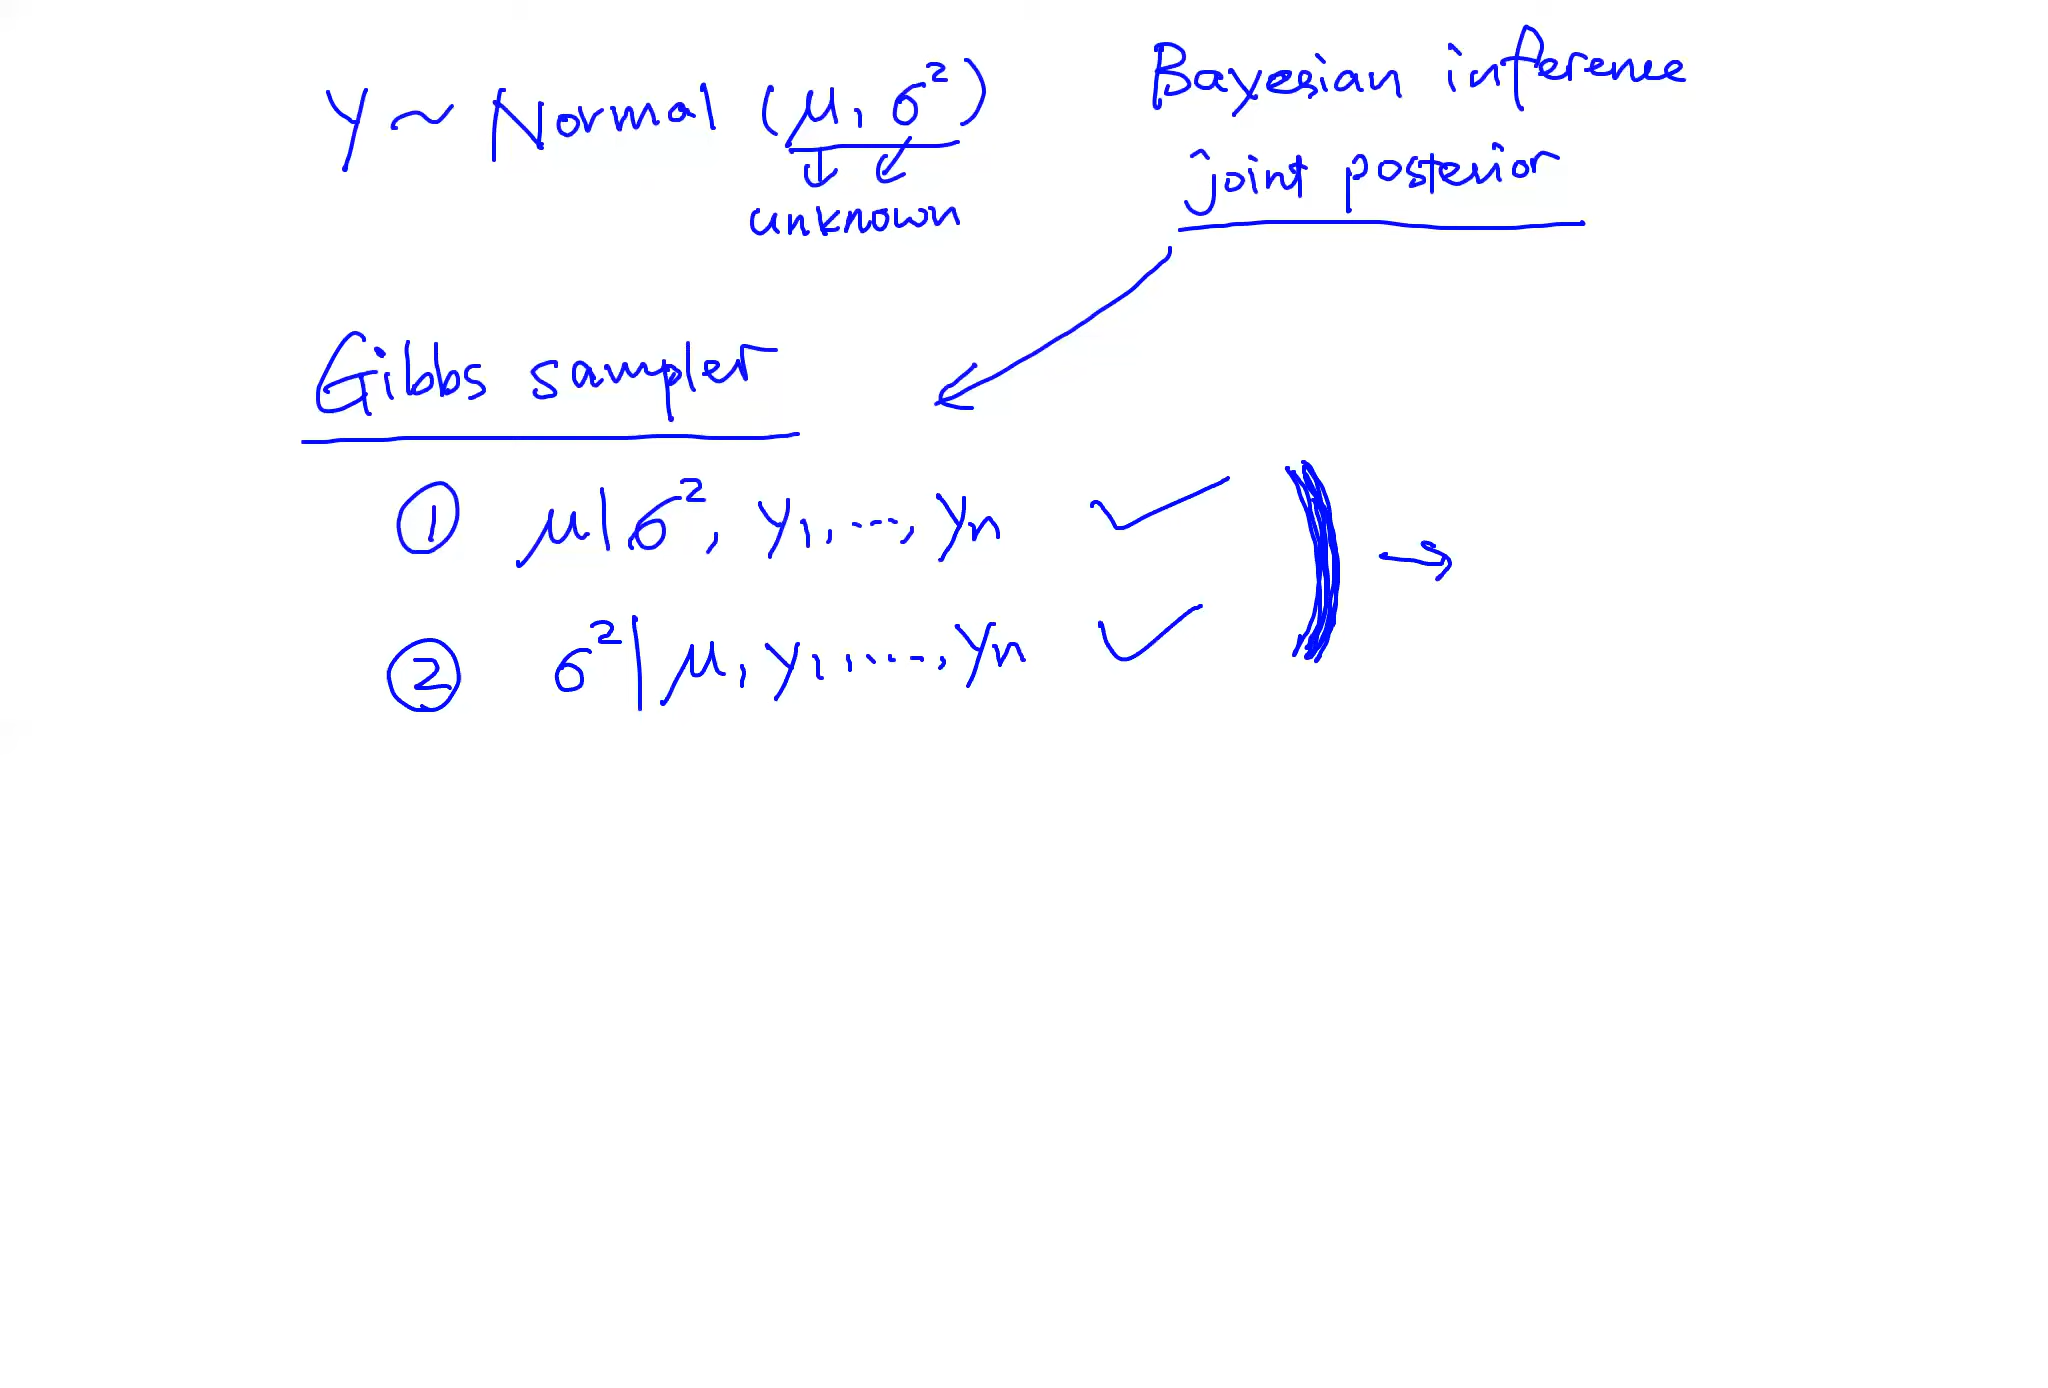 Y ~ Normal (μ, σ²)
unknown
Bayesian inference
joint posterior
Gibbs sampler
① μ | σ², y₁, ..., yₙ ✓
② σ² | μ, y₁, ...., yₙ ✓